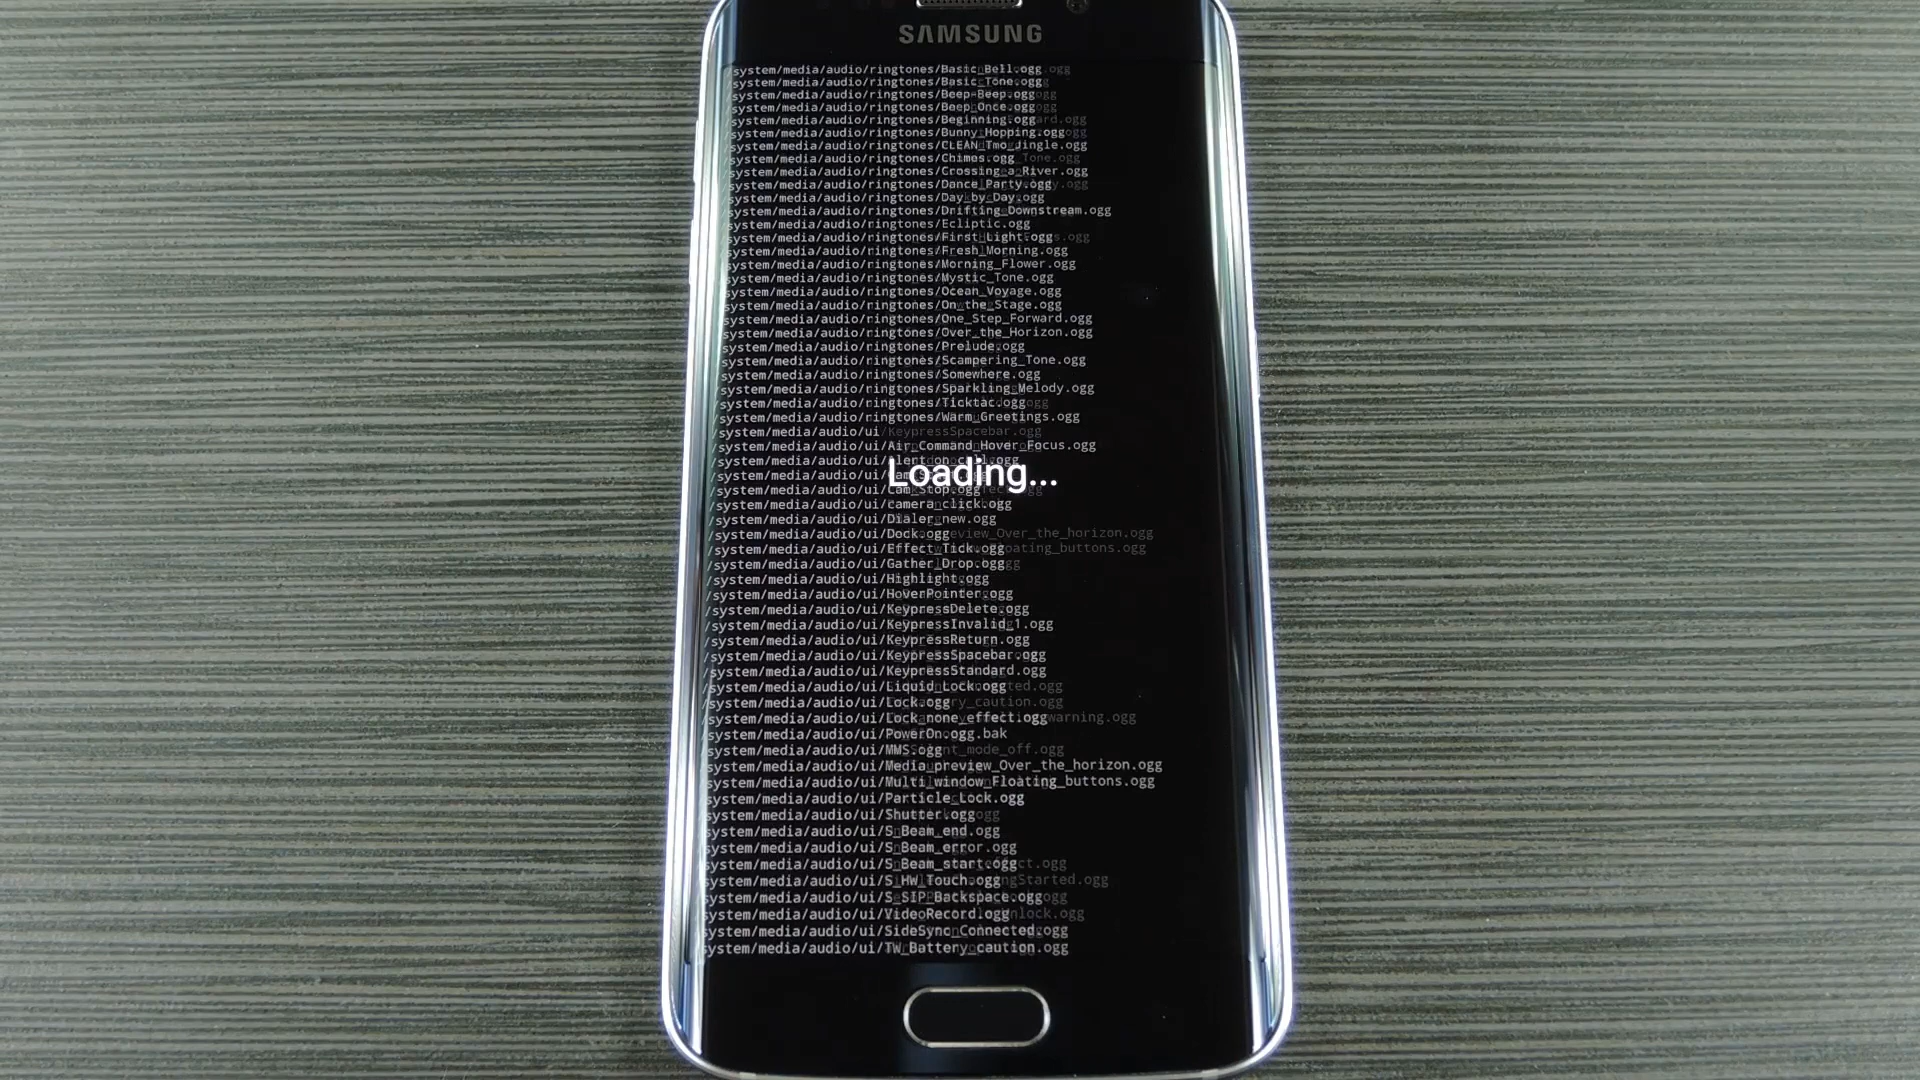 SAMSUNG
/system/media/audio/ringtones/Basic_Bell.ogg
/system/media/audio/ringtones/Basic_Tone.ogg
/system/media/audio/ringtones/Beep-Beep.ogg
/system/media/audio/ringtones/Beep_Once.ogg
/system/media/audio/ringtones/Beginning.ogg
/system/media/audio/ringtones/Bunny_Hopping.ogg
/system/media/audio/ringtones/CLEAN_Tmo_Jingle.ogg
/system/media/audio/ringtones/Chimes.ogg
/system/media/audio/ringtones/Crossing_a_River.ogg
/system/media/audio/ringtones/Dance_Party.ogg
/system/media/audio/ringtones/Day_by_Day.ogg
/system/media/audio/ringtones/Drifting_Downstream.ogg
/system/media/audio/ringtones/Ecliptic.ogg
/system/media/audio/ringtones/First_Light.ogg
/system/media/audio/ringtones/Fresh_Morning.ogg
/system/media/audio/ringtones/Morning_Flower.ogg
/system/media/audio/ringtones/Mystic_Tone.ogg
/system/media/audio/ringtones/Ocean_Voyage.ogg
/system/media/audio/ringtones/On_the_Stage.ogg
/system/media/audio/ringtones/One_Step_Forward.ogg
/system/media/audio/ringtones/Over_the_Horizon.ogg
/system/media/audio/ringtones/Prelude.ogg
/system/media/audio/ringtones/Scampering_Tone.ogg
/system/media/audio/ringtones/Somewhere.ogg
/system/media/audio/ringtones/Sparkling_Melody.ogg
/system/media/audio/ringtones/Ticktac.ogg
/system/media/audio/ringtones/Warm_Greetings.ogg
/system/media/audio/ui
/system/media/audio/ui/Air_Command_Hover_Focus.ogg
/system/media/audio/ui/Alert_on_call.ogg
Loading...
/system/media/audio/ui/
/system/media/audio/ui/Cam_Stop.ogg
/system/media/audio/ui/camera_click.ogg
/system/media/audio/ui/Dialer_new.ogg
/system/media/audio/ui/Dock.ogg
/system/media/audio/ui/Effect_Tick.ogg
/system/media/audio/ui/Gather_Drop.ogg
/system/media/audio/ui/Highlight.ogg
/system/media/audio/ui/HoverPointer.ogg
/system/media/audio/ui/KeypressDelete.ogg
/system/media/audio/ui/KeypressInvalid_1.ogg
/system/media/audio/ui/KeypressReturn.ogg
/system/media/audio/ui/KeypressSpacebar.ogg
/system/media/audio/ui/KeypressStandard.ogg
/system/media/audio/ui/Liquid_Lock.ogg
/system/media/audio/ui/Lock.ogg
/system/media/audio/ui/Lock_none_effect.ogg
/system/media/audio/ui/PowerOn.ogg.bak
/system/media/audio/ui/MMS.ogg
/system/media/audio/ui/Media_preview_Over_the_horizon.ogg
/system/media/audio/ui/Multi_window_Floating_buttons.ogg
/system/media/audio/ui/Particle_Lock.ogg
/system/media/audio/ui/Shutter.ogg
/system/media/audio/ui/S_Beam_end.ogg
/system/media/audio/ui/S_Beam_error.ogg
/system/media/audio/ui/S_Beam_start.ogg
/system/media/audio/ui/S_HW_Touch.ogg
/system/media/audio/ui/S_SIP_Backspace.ogg
/system/media/audio/ui/VideoRecord.ogg
/system/media/audio/ui/SideSync_Connected.ogg
/system/media/audio/ui/TW_Battery_caution.ogg